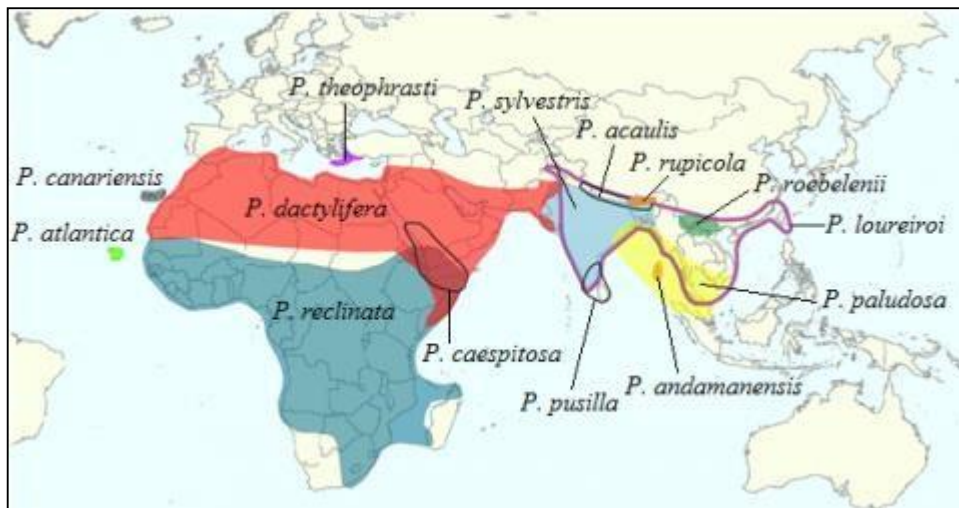 P. theophrasti
P. sylvestris
P. acaulis
P. rupicola
P. canariensis
P. roebelenii
P. dactylifera
P. atlantica
P. loureiroi
P. reclinata
P. paludosa
P. caespitosa
P. andamanensis
P. pusilla